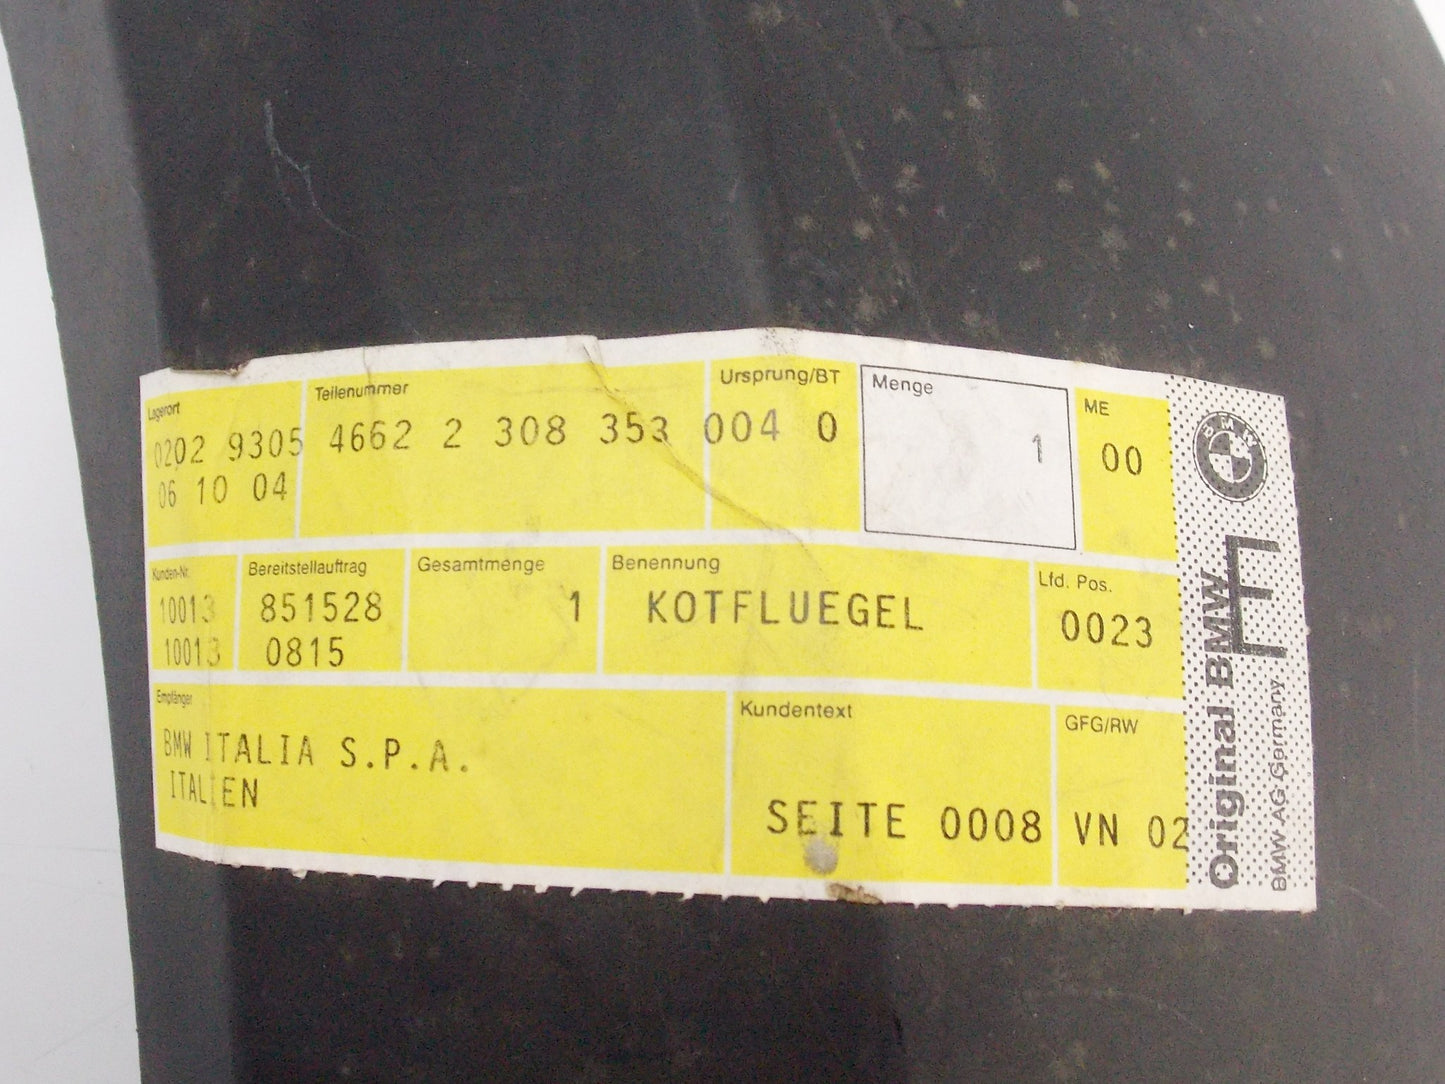 Lagerort
0202 9305
06 10 04
Teilenummer
4662 2 308 353
Ursprung/BT
004 0
Menge
1
ME
00
Kunden-Nr.
10013
10013
Bereitstellauftrag
851528
0815
Gesamtmenge
1
Benennung
KOTFLUEGEL
Lfd. Pos.
0023
Empfänger
BMW ITALIA S.P.A.
ITALIEN
Kundentext
SEITE 0008
GFG/RW
VN 02
BMW
E
Original BMW
BMW AG Germany